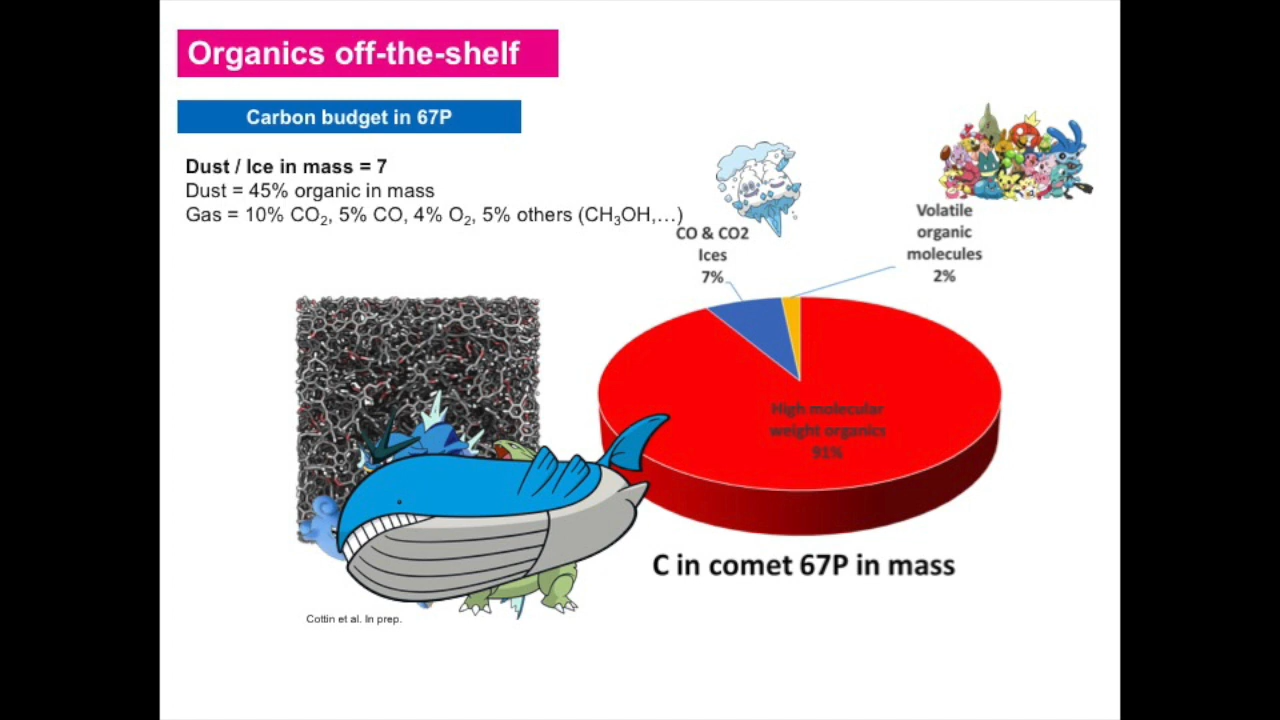 Organics off-the-shelf
Carbon budget in 67P
Dust / Ice in mass = 7
Dust = 45% organic in mass
Gas = 10% CO₂, 5% CO, 4% O₂, 5% others (CH₃OH,…)
CO & CO2
Ices
7%
Volatile
organic
molecules
2%
High molecular
weight organics
91%
C in comet 67P in mass
Cottin et al. In prep.